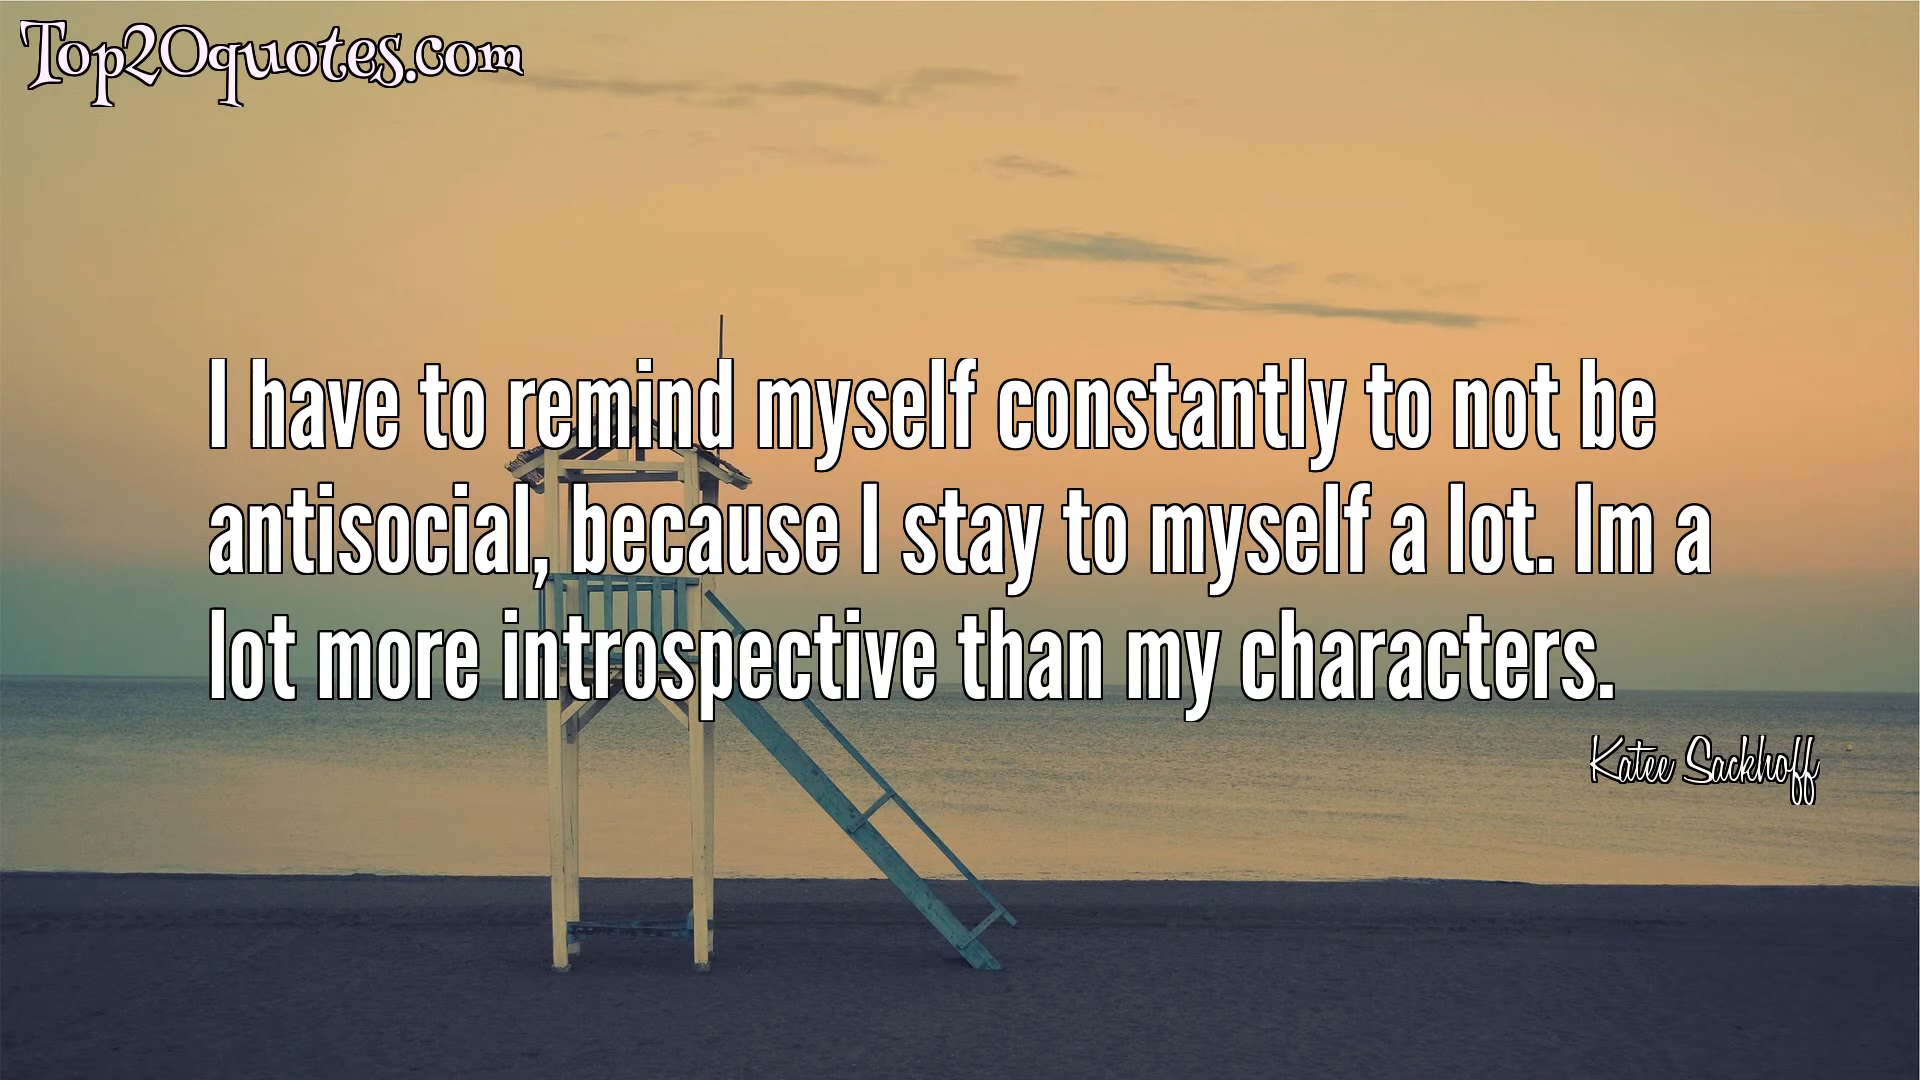 Top20quotes.com
I have to remind myself constantly to not be
antisocial, because I stay to myself a lot. Im a
lot more introspective than my characters.
Katee Sackhoff